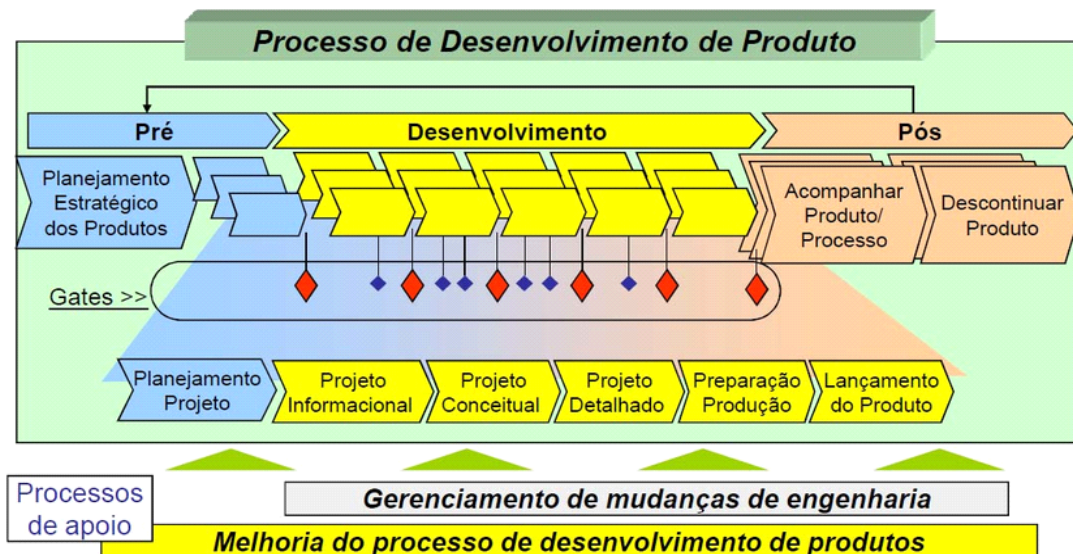 Processo de Desenvolvimento de Produto
Pré
Desenvolvimento
Pós
Planejamento
Estratégico
dos Produtos
Acompanhar
Produto/
Processo
Descontinuar
Produto
Gates >>
Planejamento
Projeto
Projeto
Informacional
Projeto
Conceitual
Projeto
Detalhado
Preparação
Produção
Lançamento
do Produto
Processos
de apoio
Gerenciamento de mudanças de engenharia
Melhoria do processo de desenvolvimento de produtos